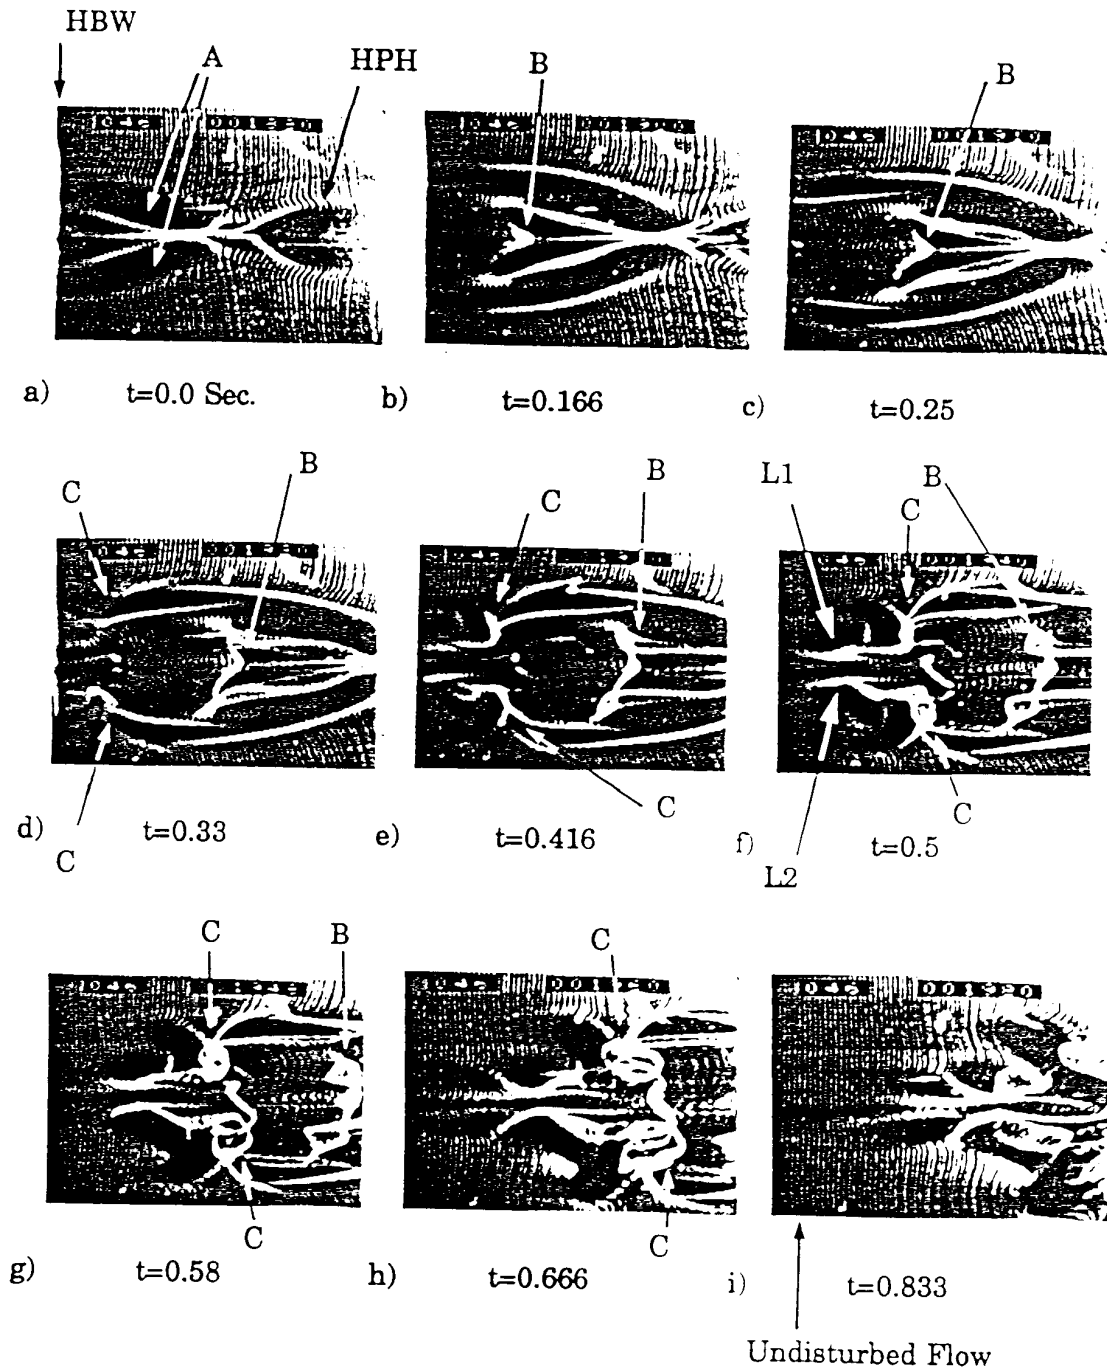 HBW
A
HPH
B
B
a) t=0.0 Sec.
b) t=0.166
c) t=0.25
C
B
C
B
L1
C
B
d) t=0.33
C
e) t=0.416
C
f) t=0.5
C
L2
C
B
C
g) t=0.58
C
h) t=0.666
C
i) t=0.833
Undisturbed Flow